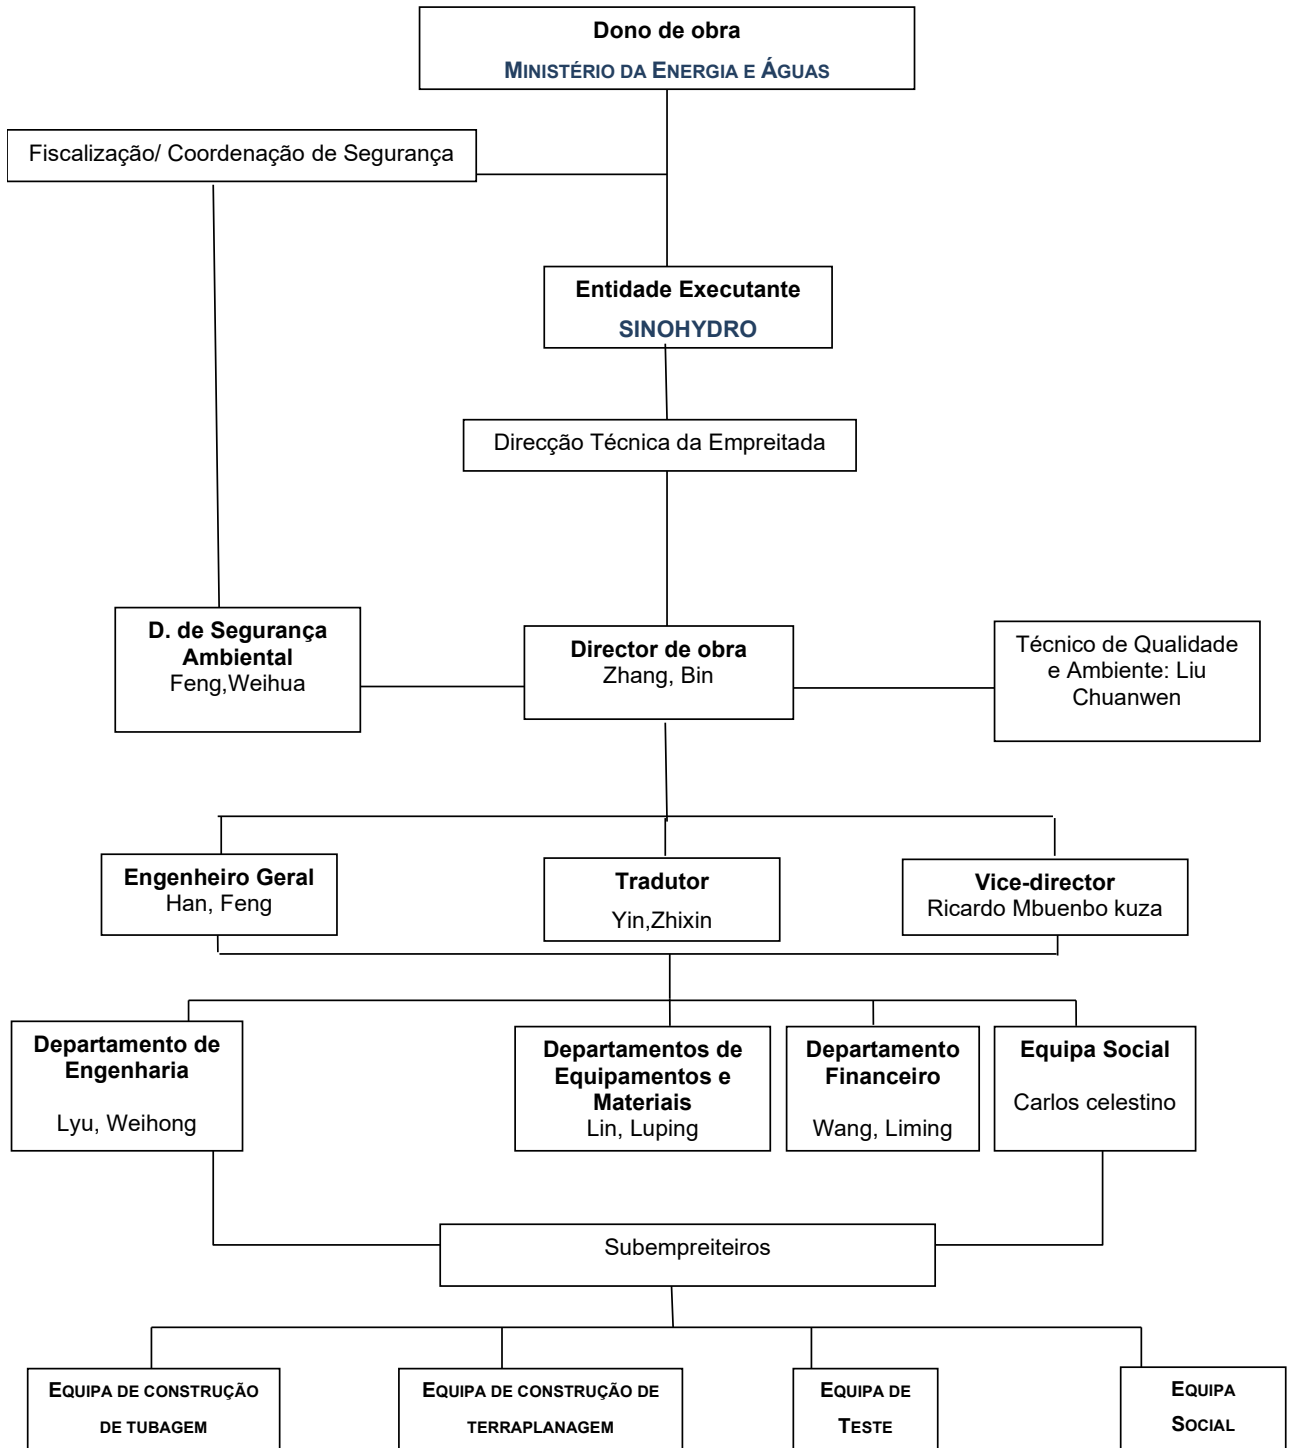 Dono de obra
MINISTÉRIO DA ENERGIA E ÁGUAS
Fiscalização/ Coordenação de Segurança
Entidade Executante
SINOHYDRO
Direcção Técnica da Empreitada
D. de Segurança
Ambiental
Feng,Weihua
Director de obra
Zhang, Bin
Técnico de Qualidade
e Ambiente: Liu
Chuanwen
Engenheiro Geral
Han, Feng
Tradutor
Yin,Zhixin
Vice-director
Ricardo Mbuenbo kuza
Departamento de
Engenharia
Lyu, Weihong
Departamentos de
Equipamentos e
Materiais
Lin, Luping
Departamento
Financeiro
Wang, Liming
Equipa Social
Carlos celestino
Subempreiteiros
EQUIPA DE CONSTRUÇÃO
DE TUBAGEM
EQUIPA DE CONSTRUÇÃO DE
TERRAPLANAGEM
EQUIPA DE
TESTE
EQUIPA
SOCIAL